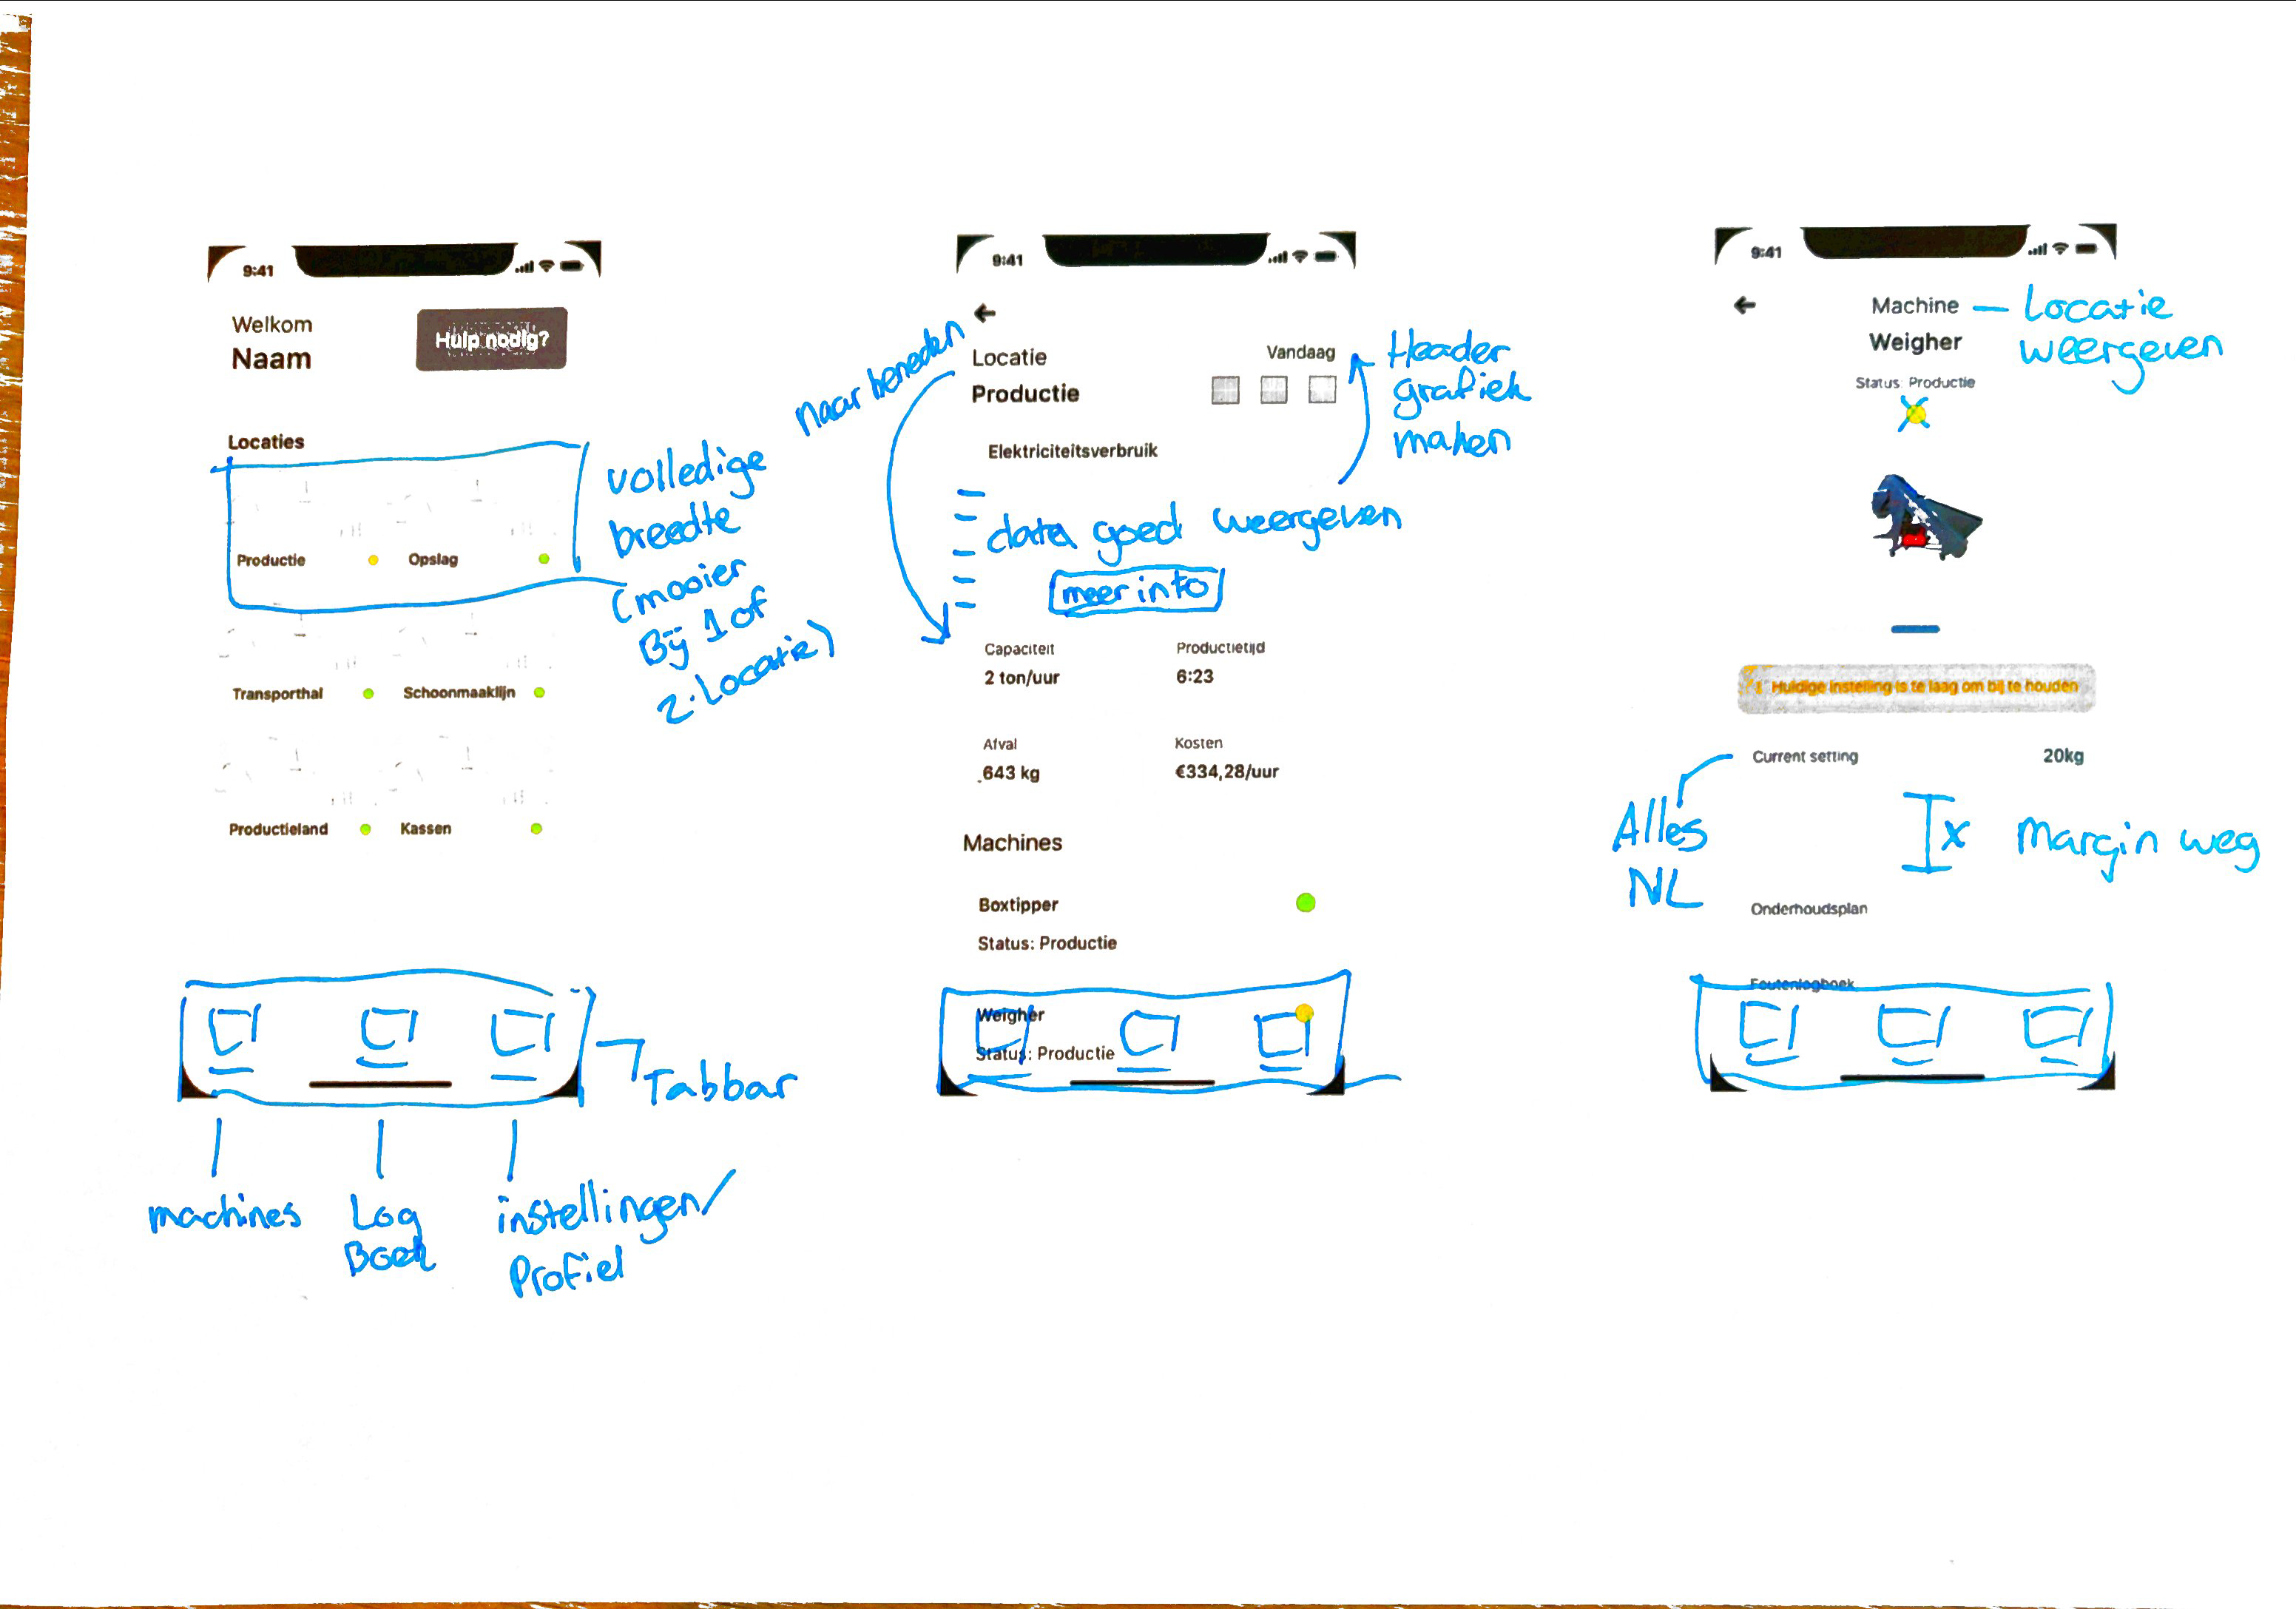 9:41
Welkom
Naam
Hulp nodig?
Locaties
Productie
Opslag
Transporthal
Schoonmaaklijn
Productieland
Kassen
volledige
breedte
(mooier
Bij 1 of
2 Locatie)
Tabbar
machines
Log
Boek
instellingen/
Profiel
9:41
naar beneden
Locatie
Productie
Vandaag
Header
grafiek
maken
Elektriciteitsverbruik
data goed weergeven
meer info
Capaciteit
Productietijd
2 ton/uur
6:23
Afval
Kosten
643 kg
€334,28/uur
Machines
Boxtipper
Status: Productie
Weigher
Status: Productie
9:41
Machine
Weigher
Status: Productie
Locatie
weergeven
Huidige instelling is te laag om bij te houden
Current setting
20kg
Alles
NL
x Margin weg
Onderhoudsplan
Foutenlogboek